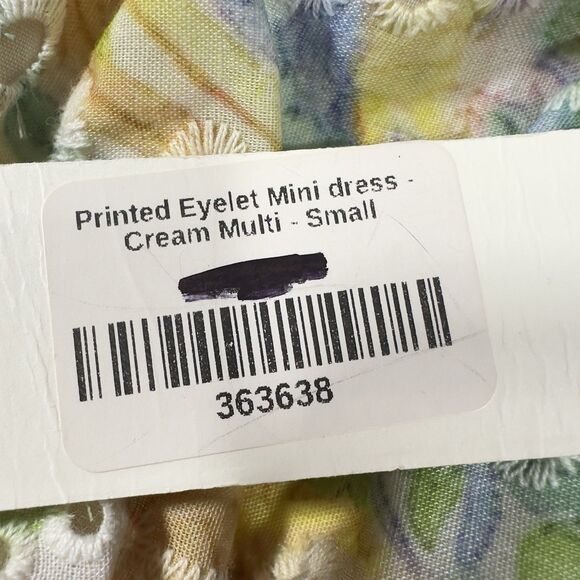 Printed Eyelet Mini dress -
Cream Multi - Small
363638